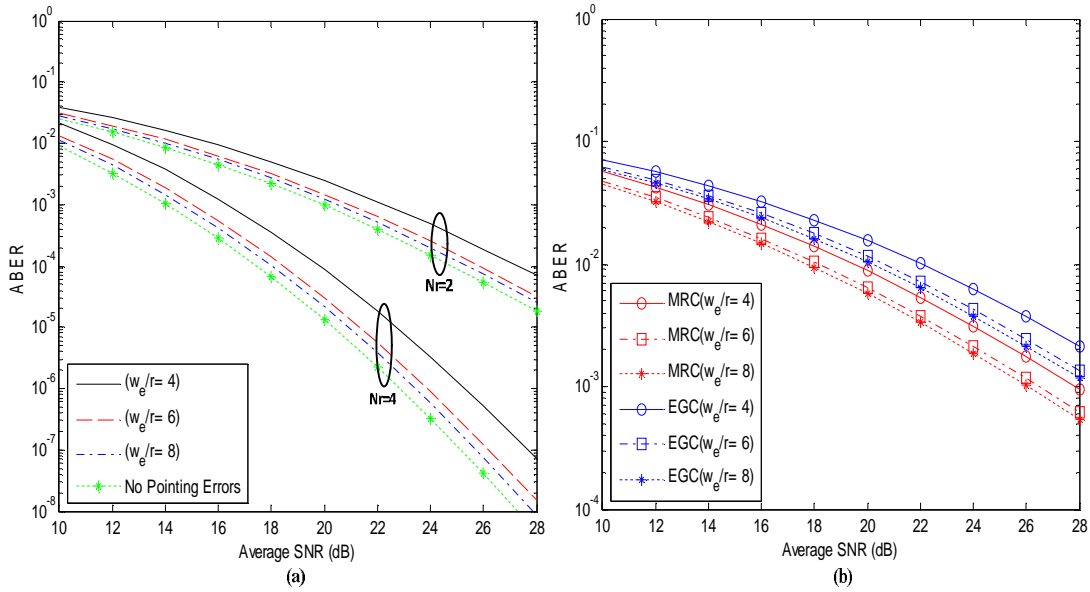 10^0
10^-1
10^-2
10^-3
10^-4
10^-5
10^-6
10^-7
10^-8
A B E R
Nr=2
Nr=4
(w_e/r= 4)
(w_e/r= 6)
(w_e/r= 8)
No Pointing Errors
10 12 14 16 18 20 22 24 26 28
Average SNR (dB)
(a)
10^0
10^-1
10^-2
10^-3
10^-4
A B E R
MRC(w_e/r= 4)
MRC(w_e/r= 6)
MRC(w_e/r= 8)
EGC(w_e/r= 4)
EGC(w_e/r= 6)
EGC(w_e/r= 8)
10 12 14 16 18 20 22 24 26 28
Average SNR (dB)
(b)